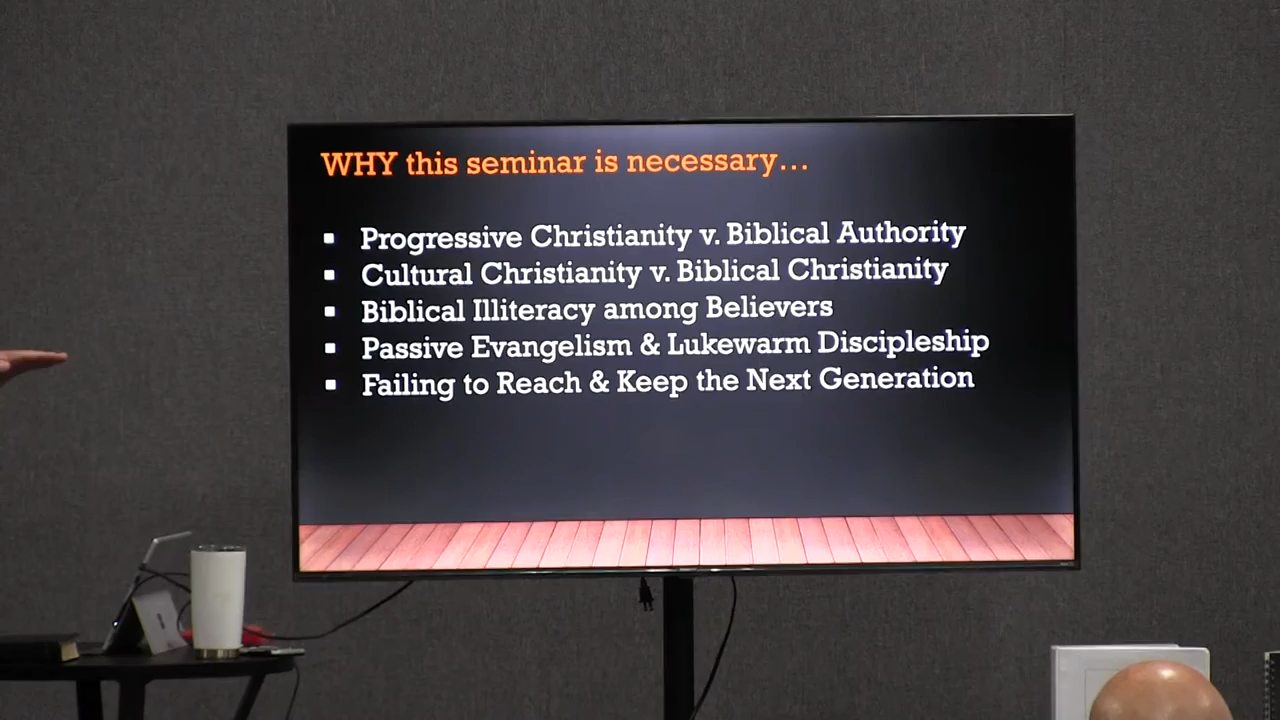 WHY this seminar is necessary...
▪ Progressive Christianity v. Biblical Authority
▪ Cultural Christianity v. Biblical Christianity
▪ Biblical Illiteracy among Believers
▪ Passive Evangelism & Lukewarm Discipleship
▪ Failing to Reach & Keep the Next Generation